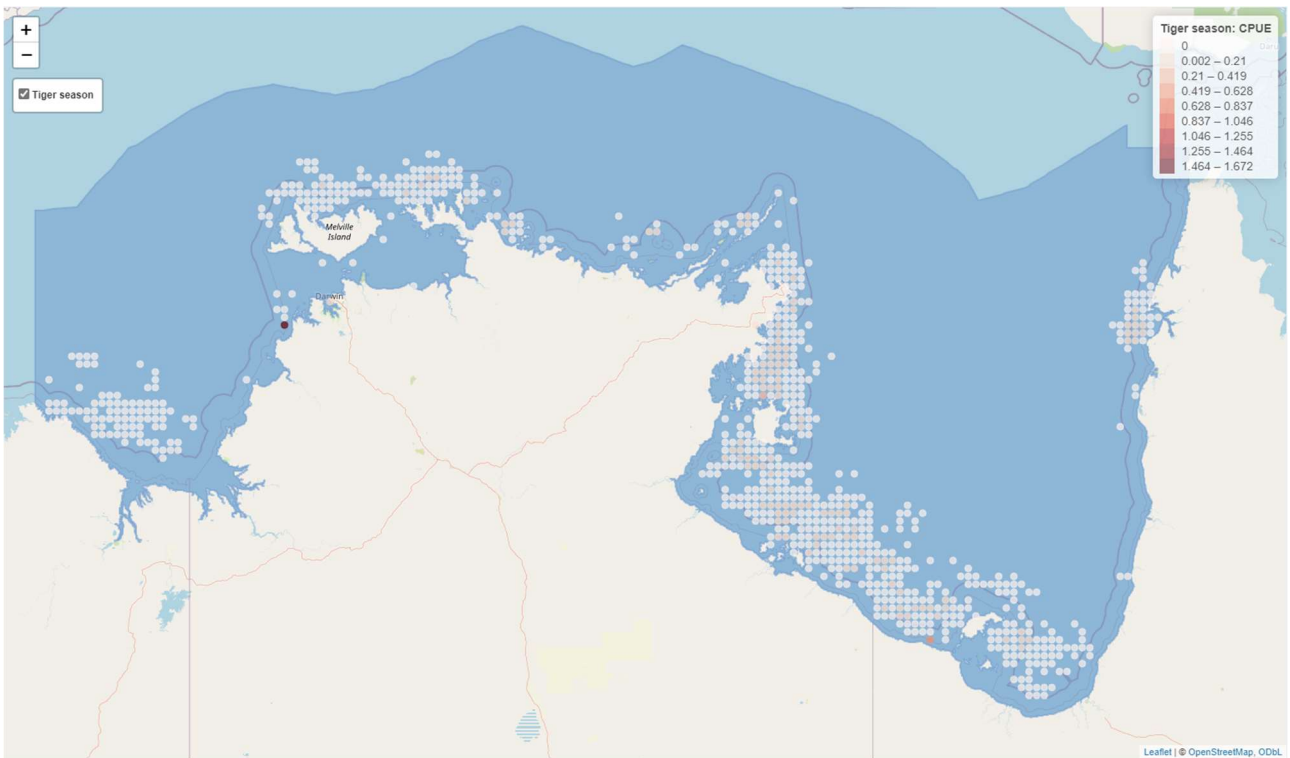 +
−
Tiger season
Tiger season: CPUE
0
0.002 – 0.21
0.21 – 0.419
0.419 – 0.628
0.628 – 0.837
0.837 – 1.046
1.046 – 1.255
1.255 – 1.464
1.464 – 1.672
Daru
Melville
Island
Darwin
Leaflet | © OpenStreetMap, ODbL